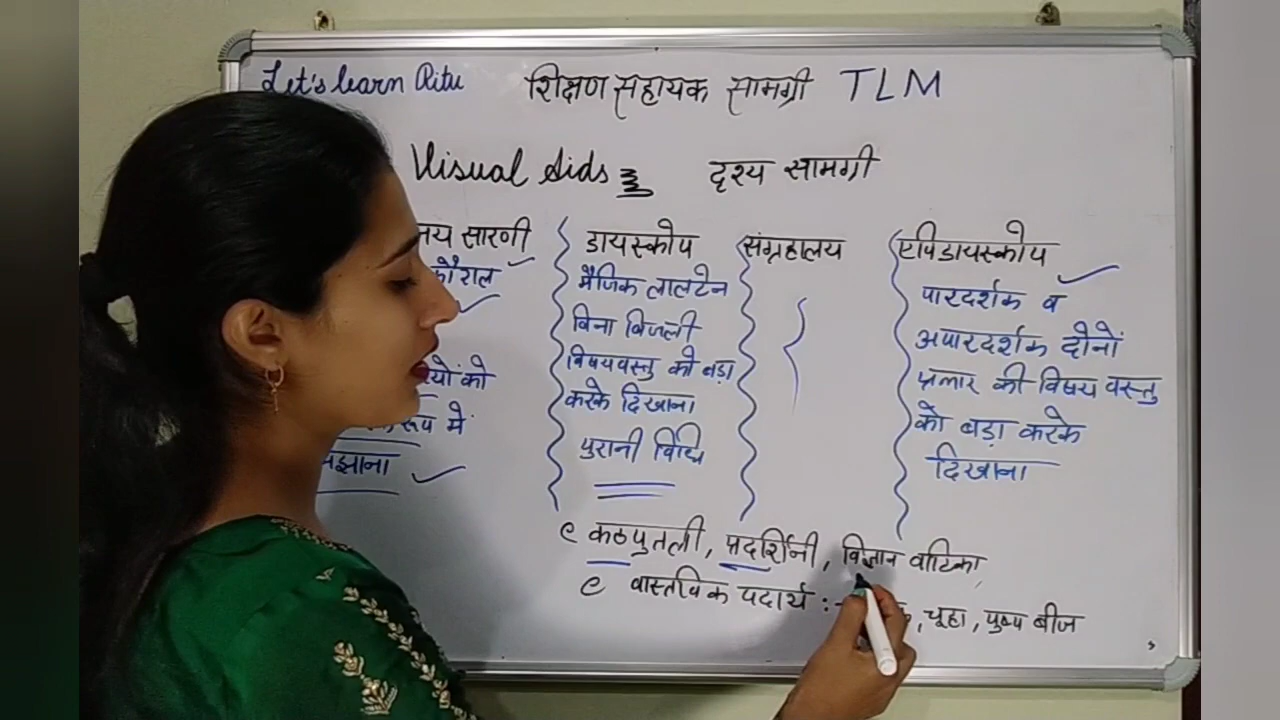 Let's learn Ritu
शिक्षण सहायक सामग्री TLM
Visual Aids
दृश्य सामग्री
सारणी
रूप में
डायस्कोप
मैजिक लालटेन
बिना बिजली
विषयवस्तु को बड़ा
करके दिखाना
पुरानी विधि
संग्रहालय
एपिडायस्कोप
पारदर्शक व
अपारदर्शक दोनों
प्रकार की विषय वस्तु
को बड़ा करके
दिखाना
कठपुतली, प्रदर्शिनी, विज्ञान वाटिका,
वास्तविक पदार्थ :- , चूहा, पुष्प बीज